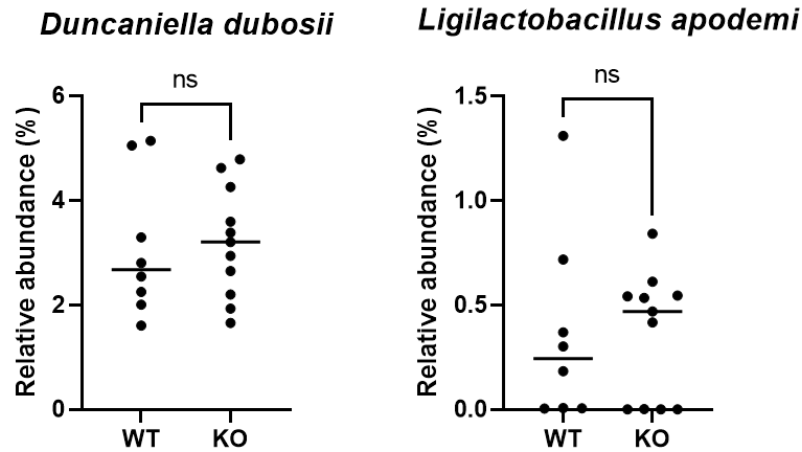 Duncaniella dubosii
ns
Relative abundance (%)
6
4
2
0
WT KO
Ligilactobacillus apodemi
ns
Relative abundance (%)
1.5
1.0
0.5
0.0
WT KO